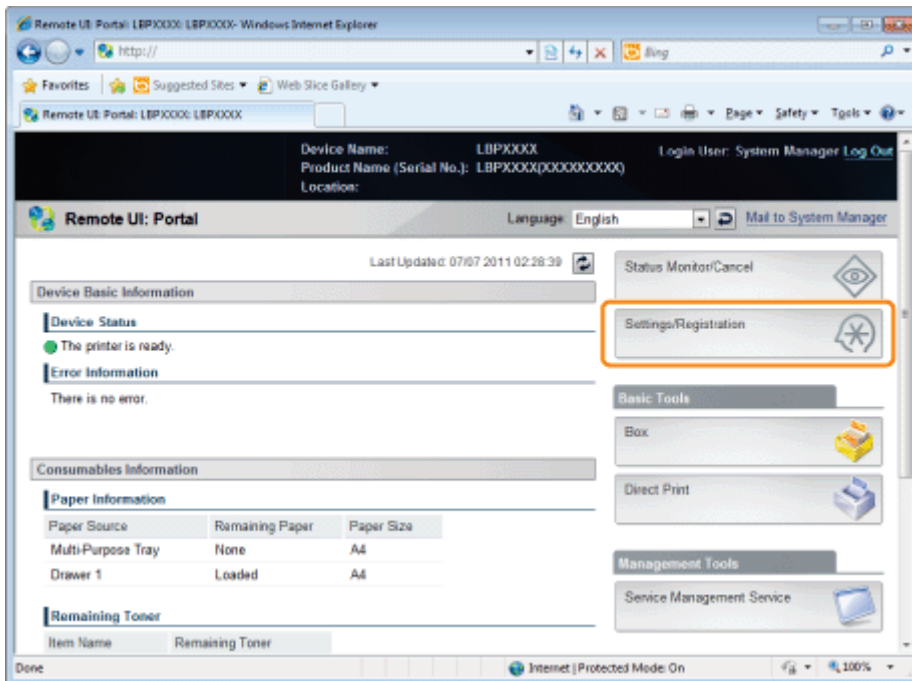 Remote UI: Portal: LBPXXXX: LBPXXXX- Windows Internet Explorer
http://
Bing
Favorites
Suggested Sites
Web Slice Gallery
Remote UI: Portal: LBPXXXX: LBPXXXX
Page
Safety
Tools
Device Name: LBPXXXX
Product Name (Serial No.): LBPXXXX(XXXXXXXXX)
Location:
Login User: System Manager Log Out
Remote UI: Portal
Language English
Mail to System Manager
Last Updated: 07/07 2011 02:28:39
Device Basic Information
Device Status
The printer is ready.
Error Information
There is no error.
Consumables Information
Paper Information
Paper Source Remaining Paper Paper Size
Multi-Purpose Tray None A4
Drawer 1 Loaded A4
Remaining Toner
Item Name Remaining Toner
Status Monitor/Cancel
Settings/Registration
Basic Tools
Box
Direct Print
Management Tools
Service Management Service
Done
Internet | Protected Mode: On
100%